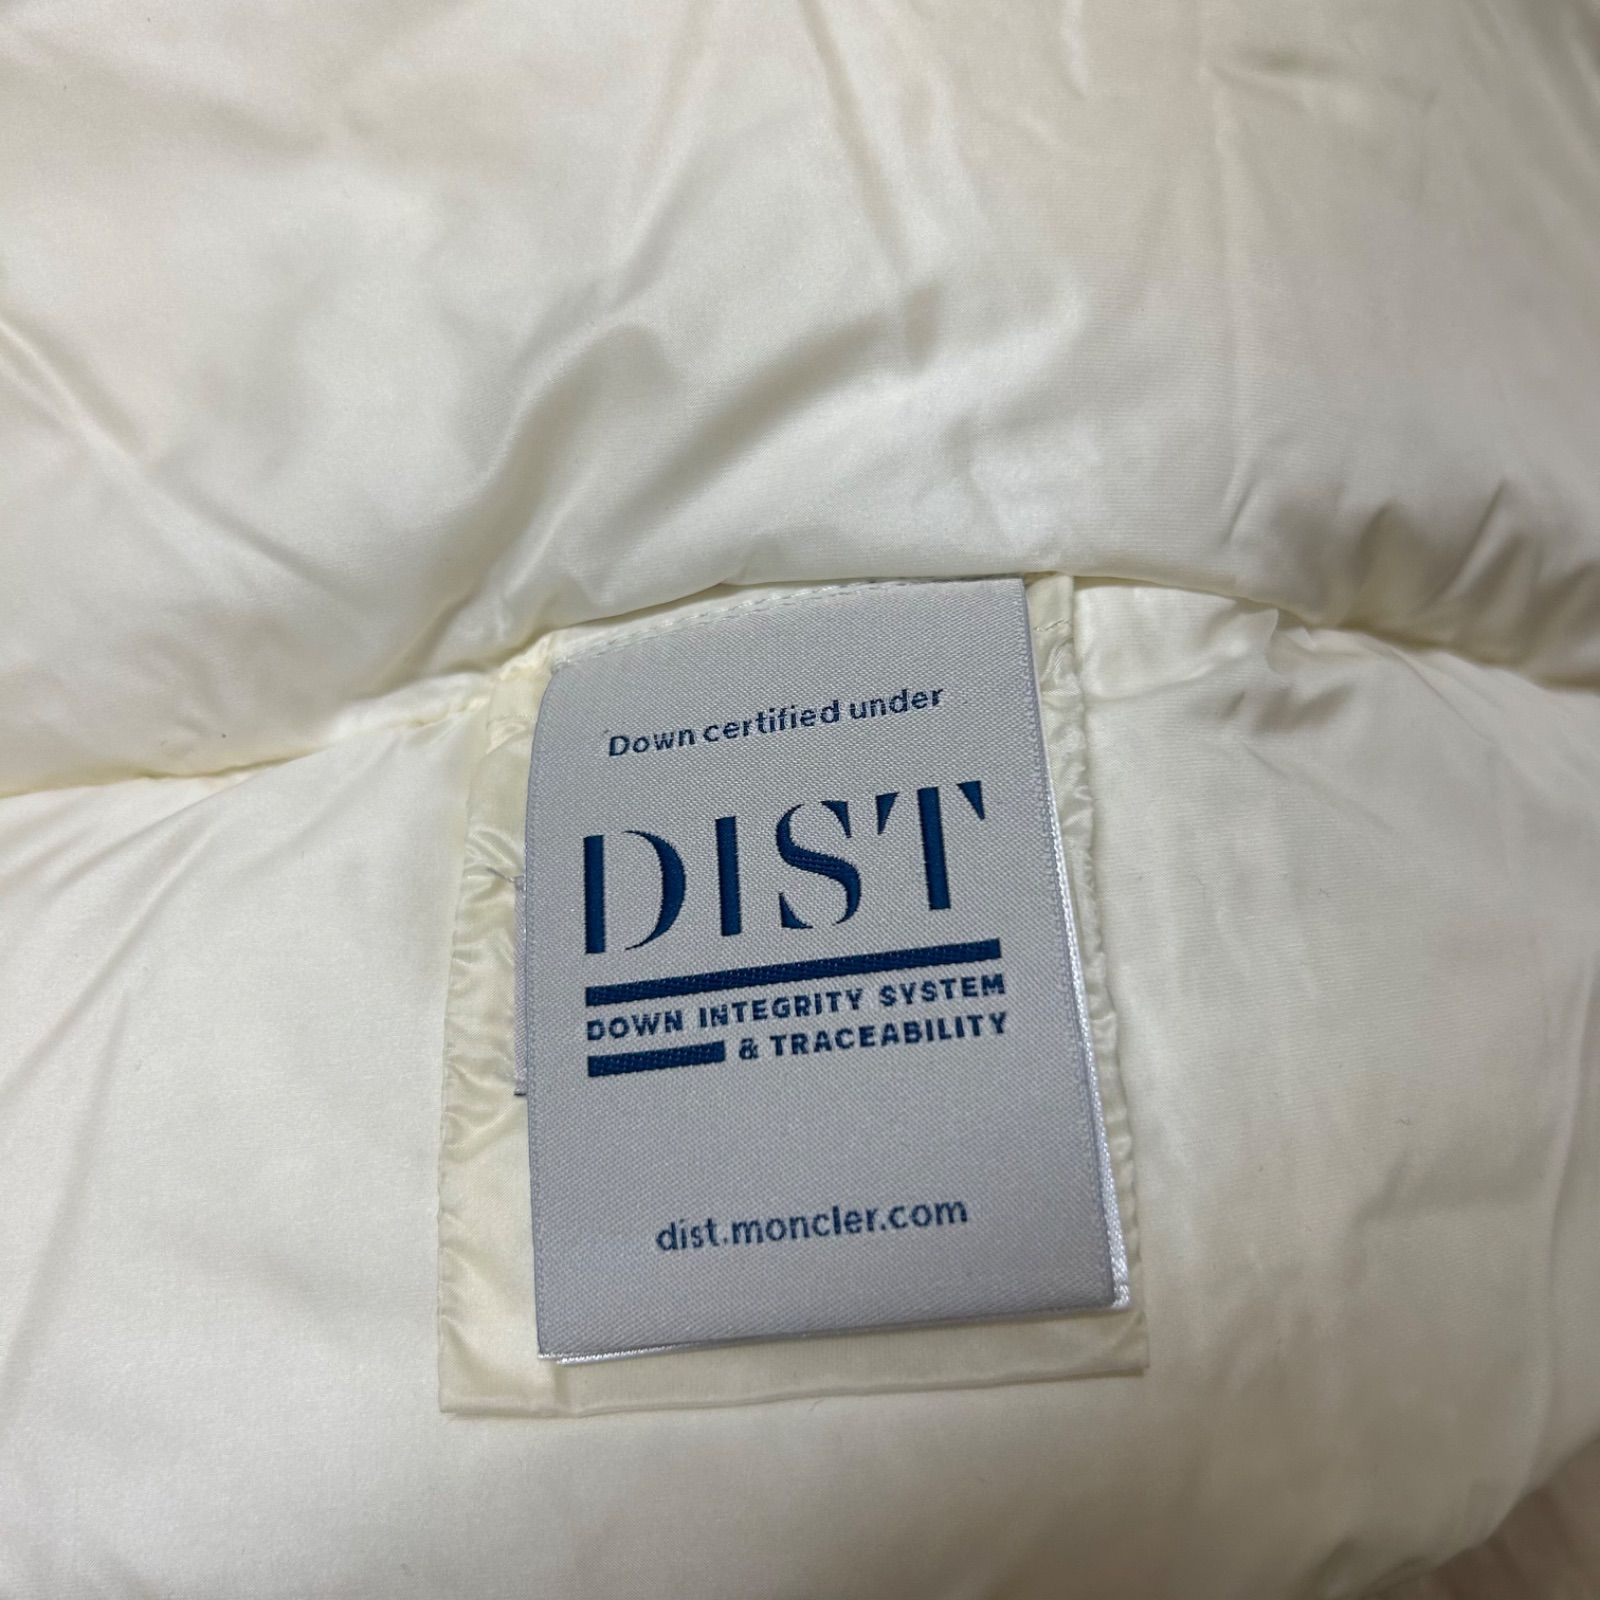 Down certified under
DIST
DOWN INTEGRITY SYSTEM
& TRACEABILITY
dist.moncler.com